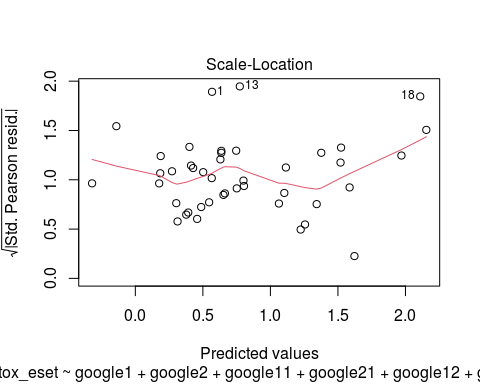 Scale-Location
√|Std. Pearson resid.|
2.0
1.5
1.0
0.5
0.0
1
13
18
0.0 0.5 1.0 1.5 2.0
Predicted values
tox_eset ~ google1 + google2 + google11 + google21 + google12 + g